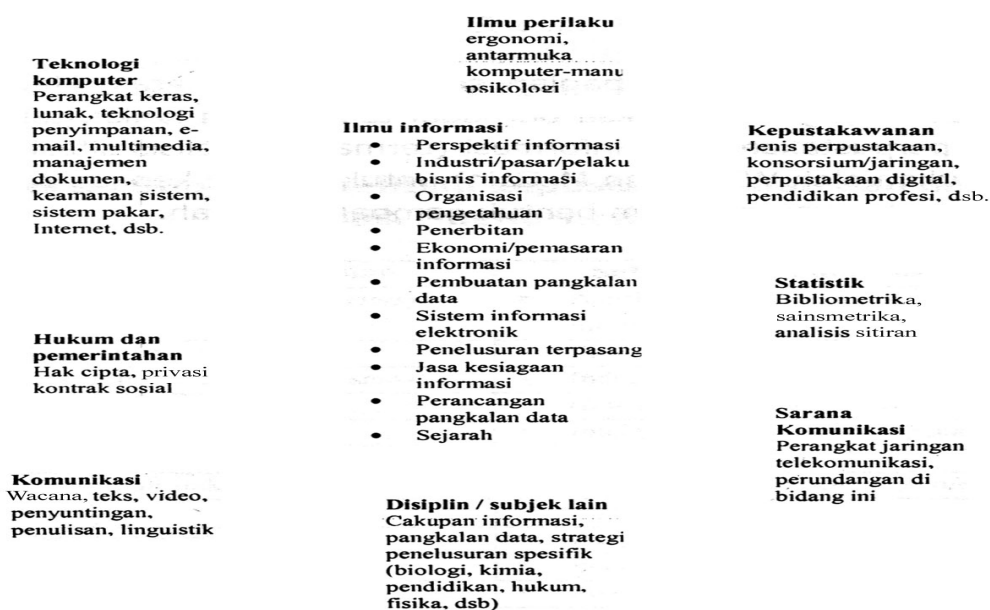 Ilmu perilaku
ergonomi,
antarmuka
komputer-manu
psikologi
Teknologi
komputer
Perangkat keras,
lunak, teknologi
penyimpanan, e-
mail, multimedia,
manajemen
dokumen,
keamanan sistem,
sistem pakar,
Internet, dsb.
Hukum dan
pemerintahan
Hak cipta, privasi
kontrak sosial
Komunikasi
Wacana, teks, video,
penyuntingan,
penulisan, linguistik
Ilmu informasi
• Perspektif informasi
• Industri/pasar/pelaku
bisnis informasi
• Organisasi
pengetahuan
• Penerbitan
• Ekonomi/pemasaran
informasi
• Pembuatan pangkalan
data
• Sistem informasi
elektronik
• Penelusuran terpasang
• Jasa kesiagaan
informasi
• Perancangan
pangkalan data
• Sejarah
Disiplin / subjek lain
Cakupan informasi,
pangkalan data, strategi
penelusuran spesifik
(biologi, kimia,
pendidikan, hukum,
fisika, dsb)
Kepustakawanan
Jenis perpustakaan,
konsorsium/jaringan,
perpustakaan digital,
pendidikan profesi, dsb.
Statistik
Bibliometrika,
sainsmetrika,
analisis sitiran
Sarana
Komunikasi
Perangkat jaringan
telekomunikasi,
perundangan di
bidang ini